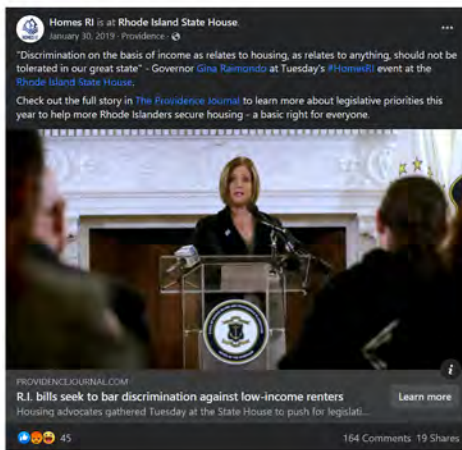 Homes RI is at Rhode Island State House.
January 30, 2019 · Providence ·
"Discrimination on the basis of income as relates to housing, as relates to anything, should not be
tolerated in our great state" - Governor Gina Raimondo at Tuesday's #HomesRI event at the
Rhode Island State House.
Check out the full story in The Providence Journal to learn more about legislative priorities this
year to help more Rhode Islanders secure housing - a basic right for everyone.
PROVIDENCEJOURNAL.COM
R.I. bills seek to bar discrimination against low-income renters
Learn more
Housing advocates gathered Tuesday at the State House to push for legislati...
45
164 Comments 19 Shares